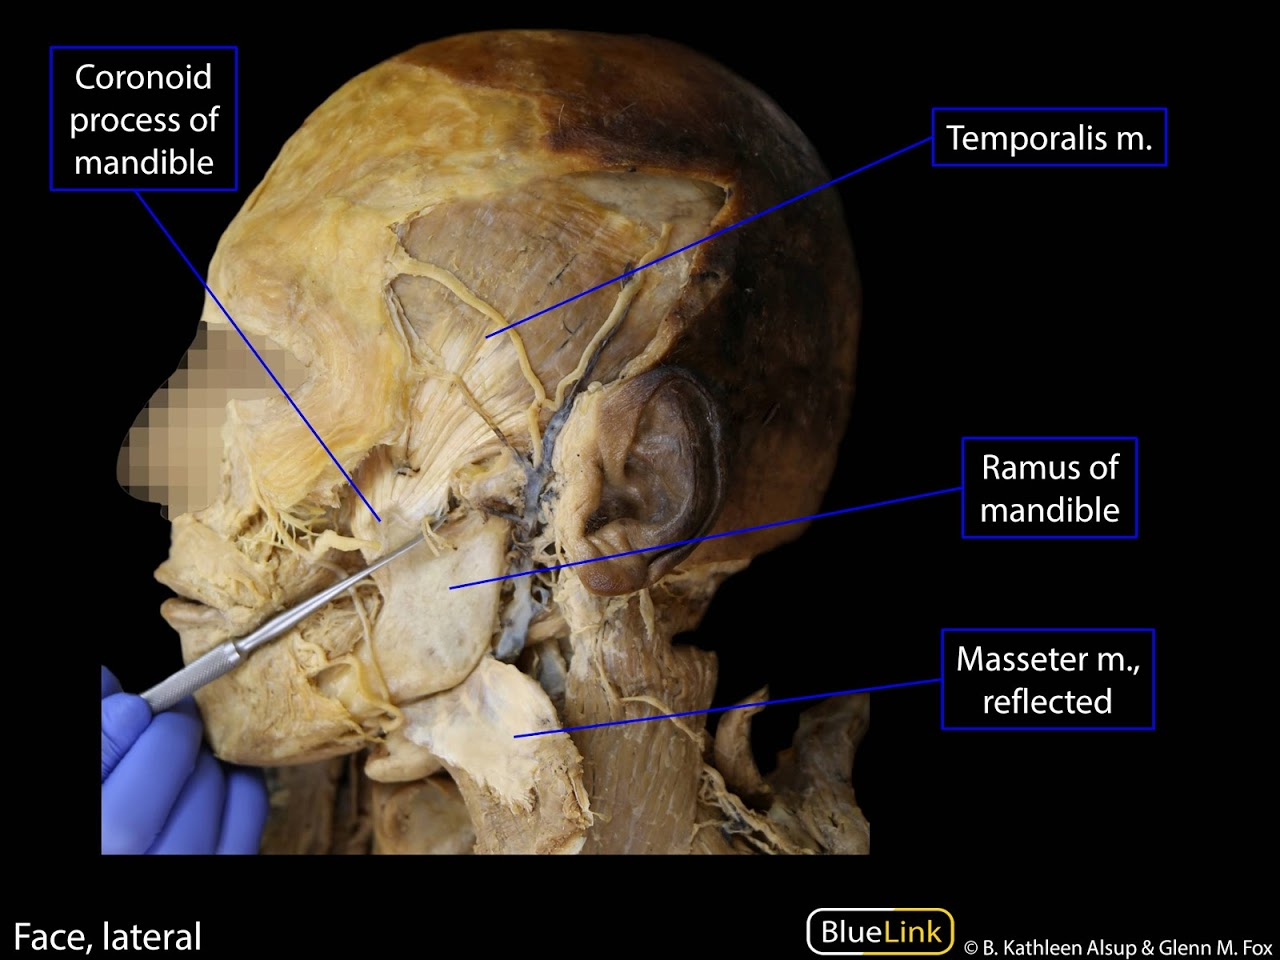 Coronoid
process of
mandible
Temporalis m.
Ramus of
mandible
Masseter m.,
reflected
Face, lateral
BlueLink
© B. Kathleen Alsup & Glenn M. Fox